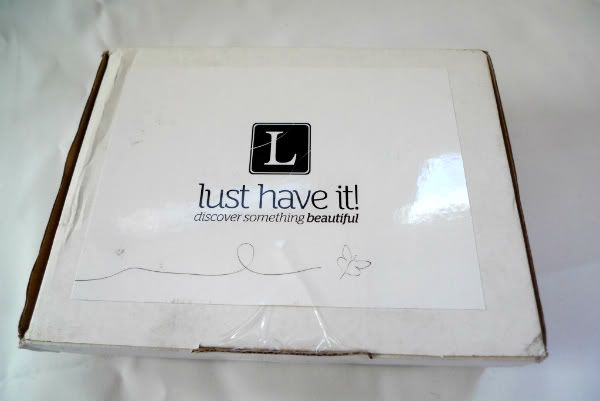 L
lust have it!
discover something beautiful